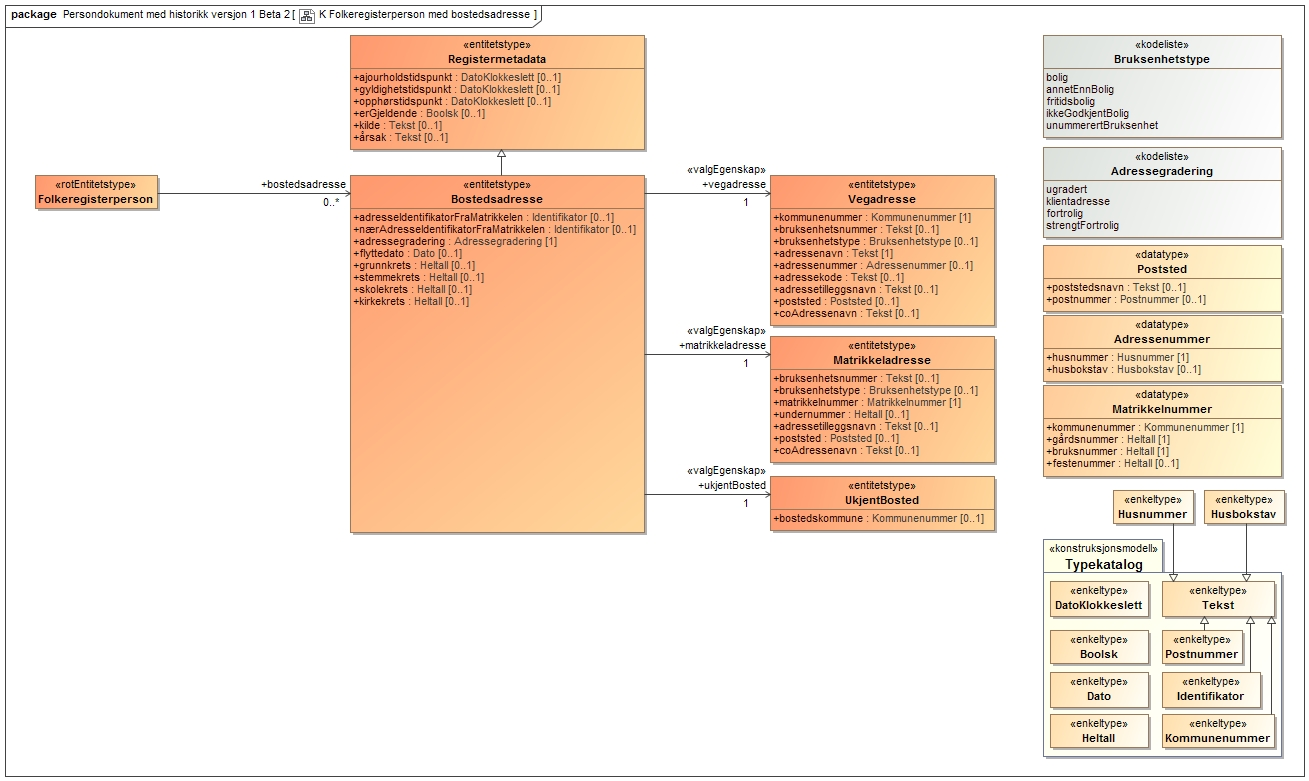 package Persondokument med historikk versjon 1 Beta 2 [ K Folkeregisterperson med bostedsadresse ]
«entitetstype»
Registermetadata
+ajourholdstidspunkt : DatoKlokkeslett [0..1]
+gyldighetstidspunkt : DatoKlokkeslett [0..1]
+opphørstidspunkt : DatoKlokkeslett [0..1]
+erGjeldende : Boolsk [0..1]
+kilde : Tekst [0..1]
+årsak : Tekst [0..1]
«rotEntitetstype»
Folkeregisterperson
+bostedsadresse
0..*
«entitetstype»
Bostedsadresse
+adresseIdentifikatorFraMatrikkelen : Identifikator [0..1]
+nærAdresseIdentifikatorFraMatrikkelen : Identifikator [0..1]
+adressegradering : Adressegradering [1]
+flyttedato : Dato [0..1]
+grunnkrets : Heltall [0..1]
+stemmekrets : Heltall [0..1]
+skolekrets : Heltall [0..1]
+kirkekrets : Heltall [0..1]
«valgEgenskap»
+vegadresse
1
«entitetstype»
Vegadresse
+kommunenummer : Kommunenummer [1]
+bruksenhetsnummer : Tekst [0..1]
+bruksenhetstype : Bruksenhetstype [0..1]
+adressenavn : Tekst [1]
+adressenummer : Adressenummer [0..1]
+adressekode : Tekst [0..1]
+adressetilleggsnavn : Tekst [0..1]
+poststed : Poststed [0..1]
+coAdressenavn : Tekst [0..1]
«valgEgenskap»
+matrikkeladresse
1
«entitetstype»
Matrikkeladresse
+bruksenhetsnummer : Tekst [0..1]
+bruksenhetstype : Bruksenhetstype [0..1]
+matrikkelnummer : Matrikkelnummer [1]
+undernummer : Heltall [0..1]
+adressetilleggsnavn : Tekst [0..1]
+poststed : Poststed [0..1]
+coAdressenavn : Tekst [0..1]
«valgEgenskap»
+ukjentBosted
1
«entitetstype»
UkjentBosted
+bostedskommune : Kommunenummer [0..1]
«kodeliste»
Bruksenhetstype
bolig
annetEnnBolig
fritidsbolig
ikkeGodkjentBolig
unummerertBruksenhet
«kodeliste»
Adressegradering
ugradert
klientadresse
fortrolig
strengtFortrolig
«datatype»
Poststed
+poststedsnavn : Tekst [0..1]
+postnummer : Postnummer [0..1]
«datatype»
Adressenummer
+husnummer : Husnummer [1]
+husbokstav : Husbokstav [0..1]
«datatype»
Matrikkelnummer
+kommunenummer : Kommunenummer [1]
+gårdsnummer : Heltall [1]
+bruksnummer : Heltall [1]
+festenummer : Heltall [0..1]
«enkeltype»
Husnummer
«enkeltype»
Husbokstav
«konstruksjonsmodell»
Typekatalog
«enkeltype»
DatoKlokkeslett
«enkeltype»
Tekst
«enkeltype»
Boolsk
«enkeltype»
Postnummer
«enkeltype»
Dato
«enkeltype»
Identifikator
«enkeltype»
Heltall
«enkeltype»
Kommunenummer